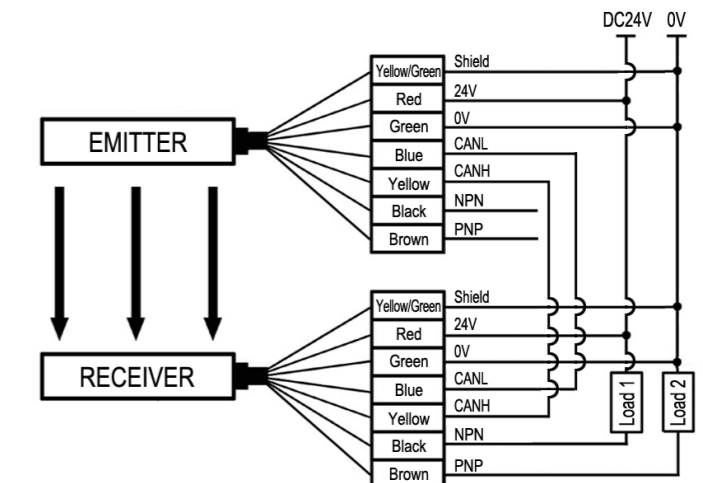 DC24V 0V
Yellow/Green Shield
Red 24V
EMITTER Green 0V
Blue CANL
Yellow CANH
Black NPN
Brown PNP
Yellow/Green Shield
Red 24V
RECEIVER Green 0V
Blue CANL
Yellow CANH
Black NPN
Brown PNP
Load 1
Load 2